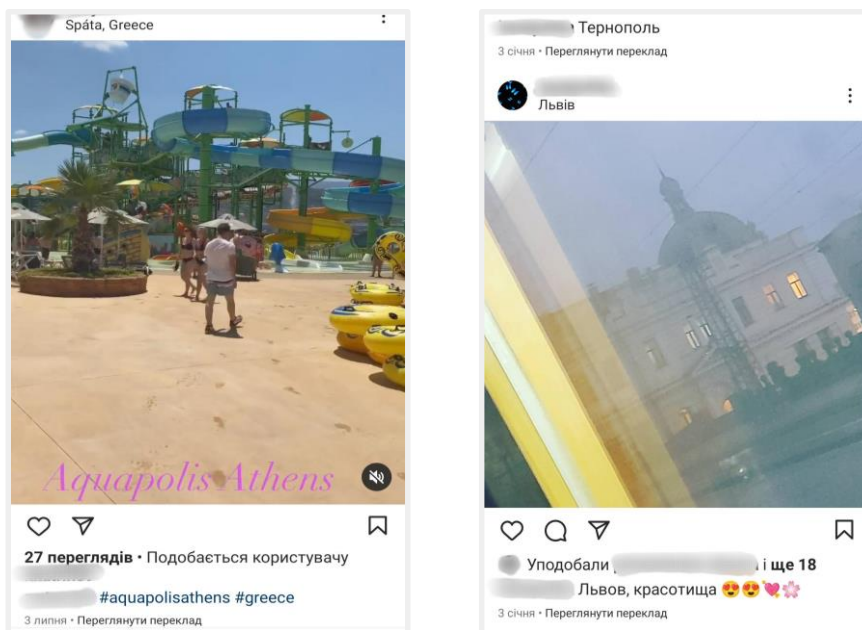 Spáta, Greece
Aquapolis Athens
27 переглядів • Подобається користувачу
#aquapolisathens #greece
3 липня • Переглянути переклад
Тернополь
3 січня • Переглянути переклад
Львів
Уподобали і ще 18
Львов, красотища 😍😍💘🌸
3 січня • Переглянути переклад